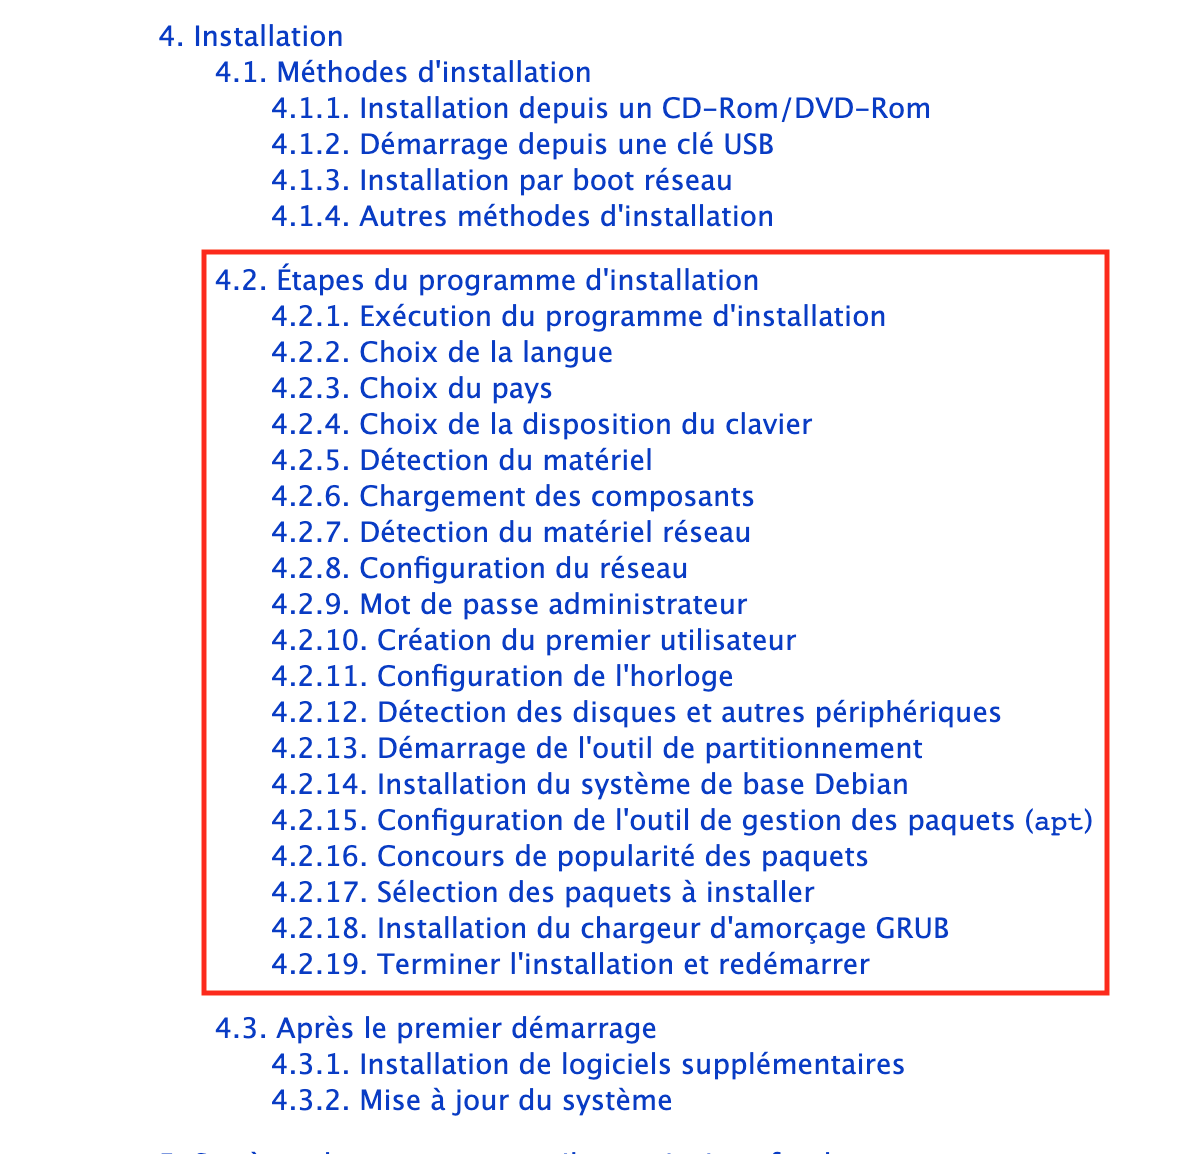 4. Installation
4.1. Méthodes d'installation
4.1.1. Installation depuis un CD-Rom/DVD-Rom
4.1.2. Démarrage depuis une clé USB
4.1.3. Installation par boot réseau
4.1.4. Autres méthodes d'installation
4.2. Étapes du programme d'installation
4.2.1. Exécution du programme d'installation
4.2.2. Choix de la langue
4.2.3. Choix du pays
4.2.4. Choix de la disposition du clavier
4.2.5. Détection du matériel
4.2.6. Chargement des composants
4.2.7. Détection du matériel réseau
4.2.8. Configuration du réseau
4.2.9. Mot de passe administrateur
4.2.10. Création du premier utilisateur
4.2.11. Configuration de l'horloge
4.2.12. Détection des disques et autres périphériques
4.2.13. Démarrage de l'outil de partitionnement
4.2.14. Installation du système de base Debian
4.2.15. Configuration de l'outil de gestion des paquets (apt)
4.2.16. Concours de popularité des paquets
4.2.17. Sélection des paquets à installer
4.2.18. Installation du chargeur d'amorçage GRUB
4.2.19. Terminer l'installation et redémarrer
4.3. Après le premier démarrage
4.3.1. Installation de logiciels supplémentaires
4.3.2. Mise à jour du système